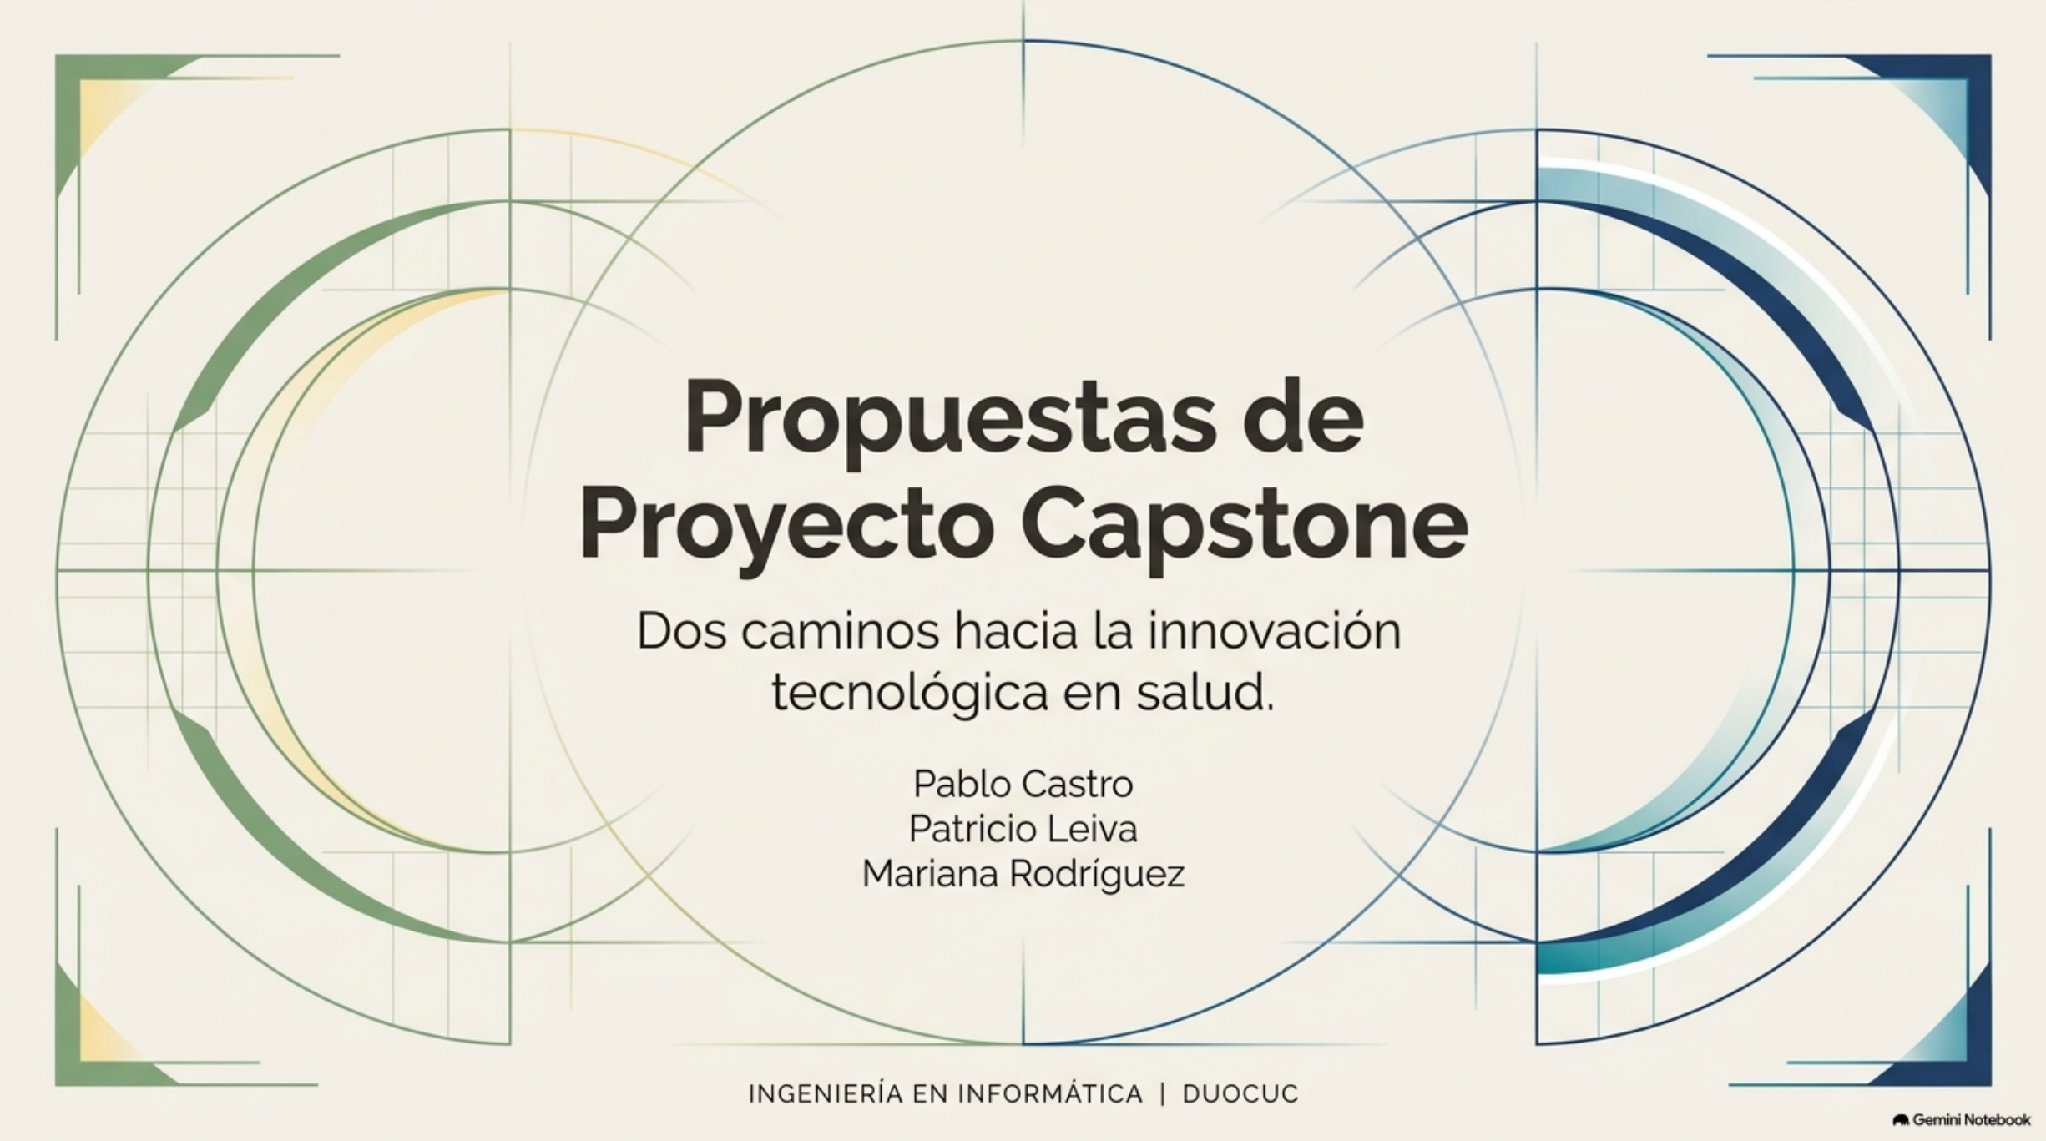 Propuestas de
Proyecto Capstone
Dos caminos hacia la innovación
tecnológica en salud.
Pablo Castro
Patricio Leiva
Mariana Rodríguez
INGENIERÍA EN INFORMÁTICA | DUOCUC
Gemini Notebook